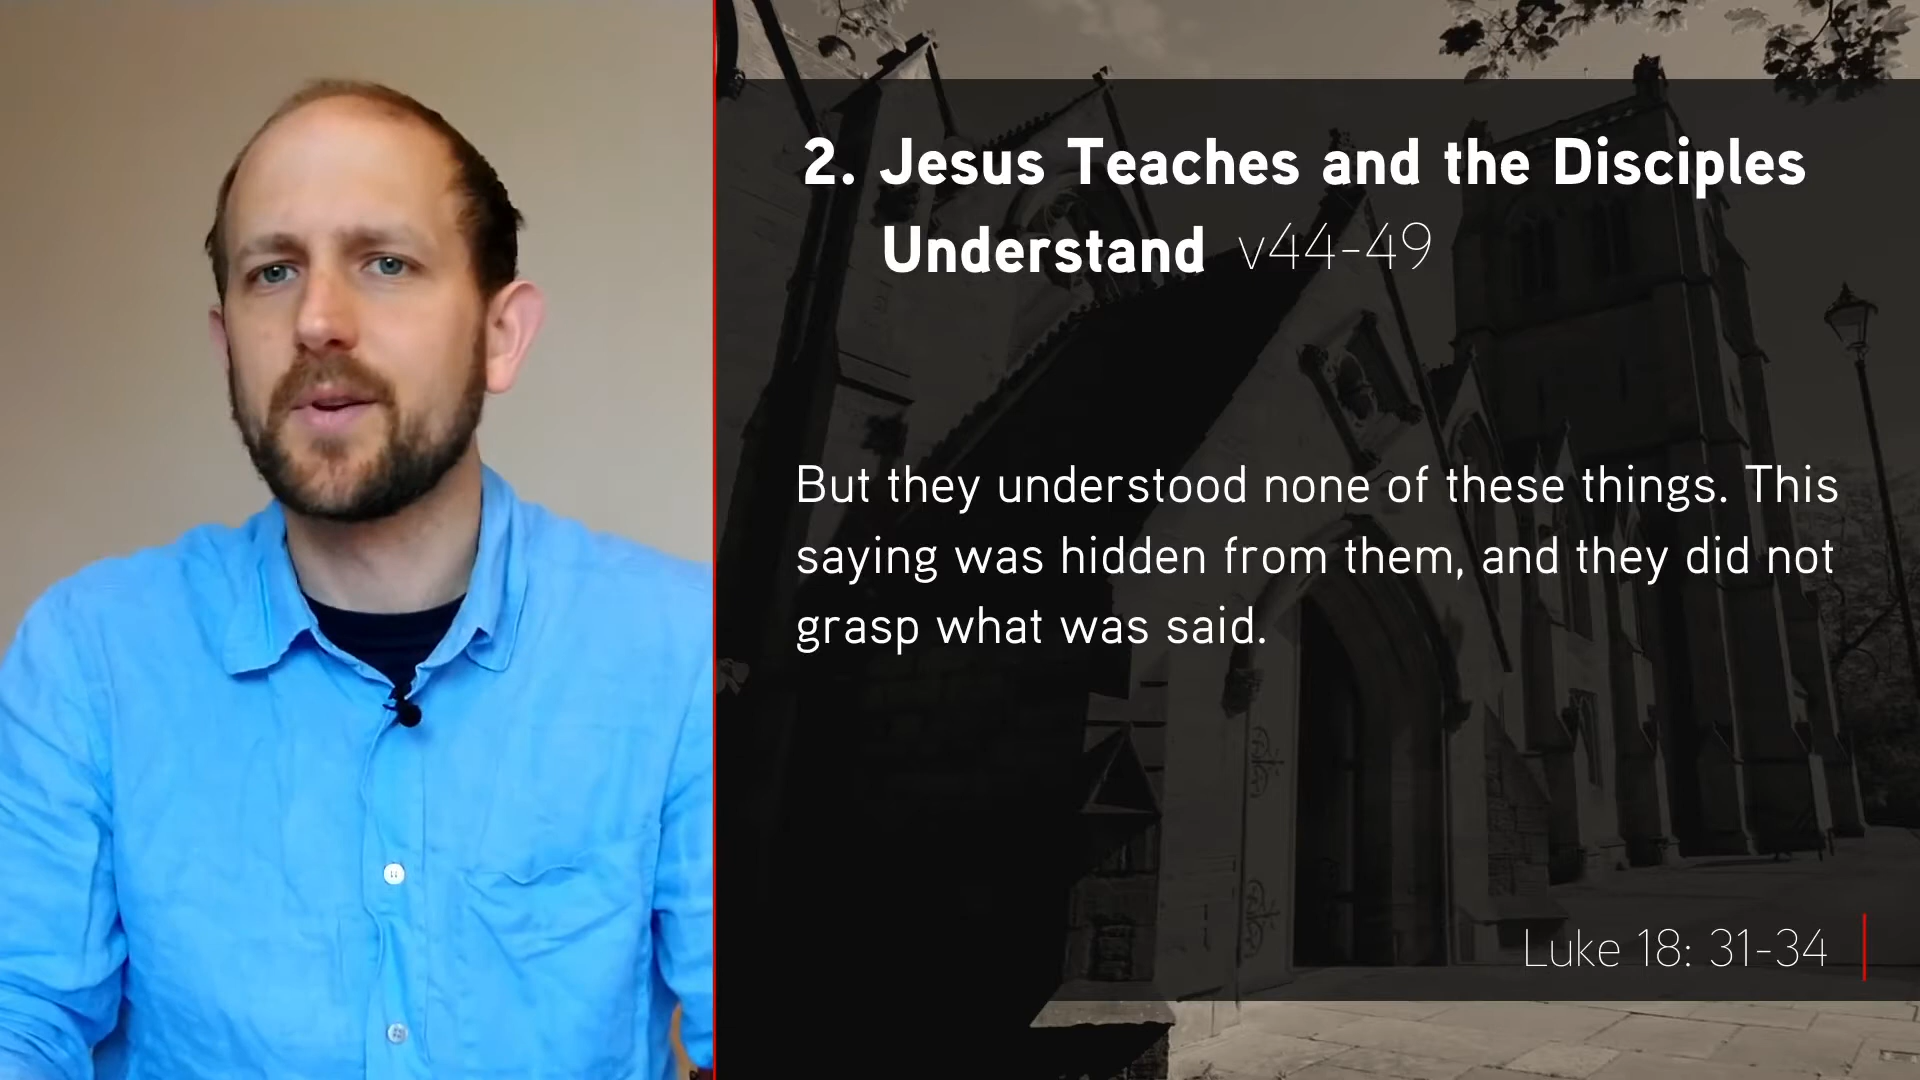 2. Jesus Teaches and the Disciples
Understand v44-49
But they understood none of these things. This
saying was hidden from them, and they did not
grasp what was said.
Luke 18: 31-34